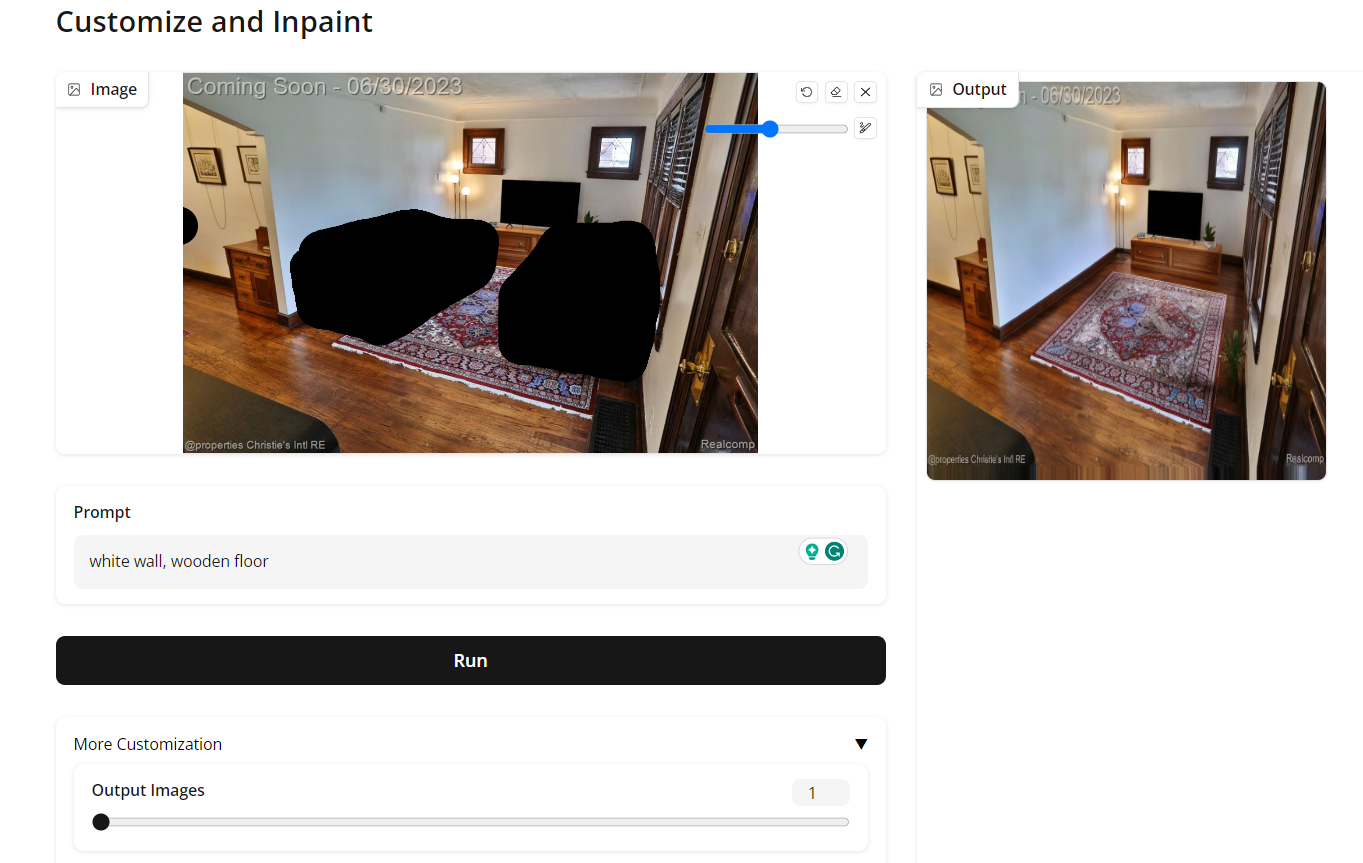 Customize and Inpaint
Image
Coming Soon - 06/30/2023
@properties Christie's Intl RE
Realcomp
Output
- 06/30/2023
@properties Christie's Intl RE
Realcomp
Prompt
white wall, wooden floor
Run
More Customization
Output Images
1